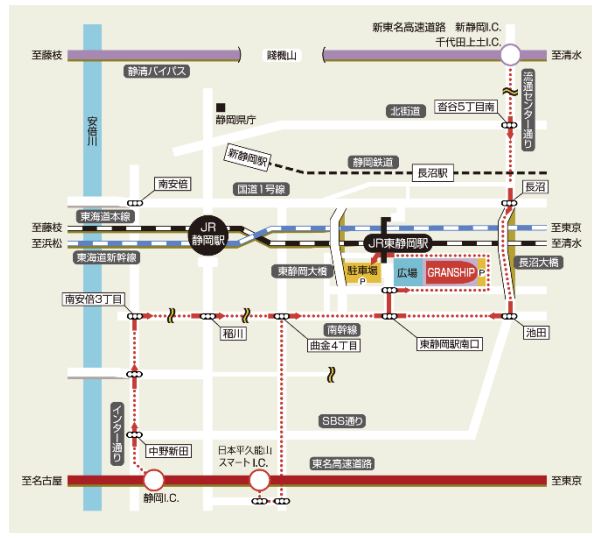 新東名高速道路 新静岡I.C.
千代田上土I.C.
至藤枝
賤機山
至清水
静清バイパス
流通センター通り
安倍川
静岡県庁
北街道
沓谷5丁目南
新静岡駅
静岡鉄道
長沼駅
南安倍
国道1号線
長沼
東海道本線
至藤枝
JR
静岡駅
至東京
至浜松
JR東静岡駅
至清水
東海道新幹線
東静岡大橋
駐車場
P
広場
GRANSHIP
P
長沼大橋
南安倍3丁目
稲川
南幹線
曲金4丁目
東静岡駅南口
池田
SBS通り
インター通り
中野新田
日本平久能山
スマートI.C.
東名高速道路
至名古屋
至東京
静岡I.C.